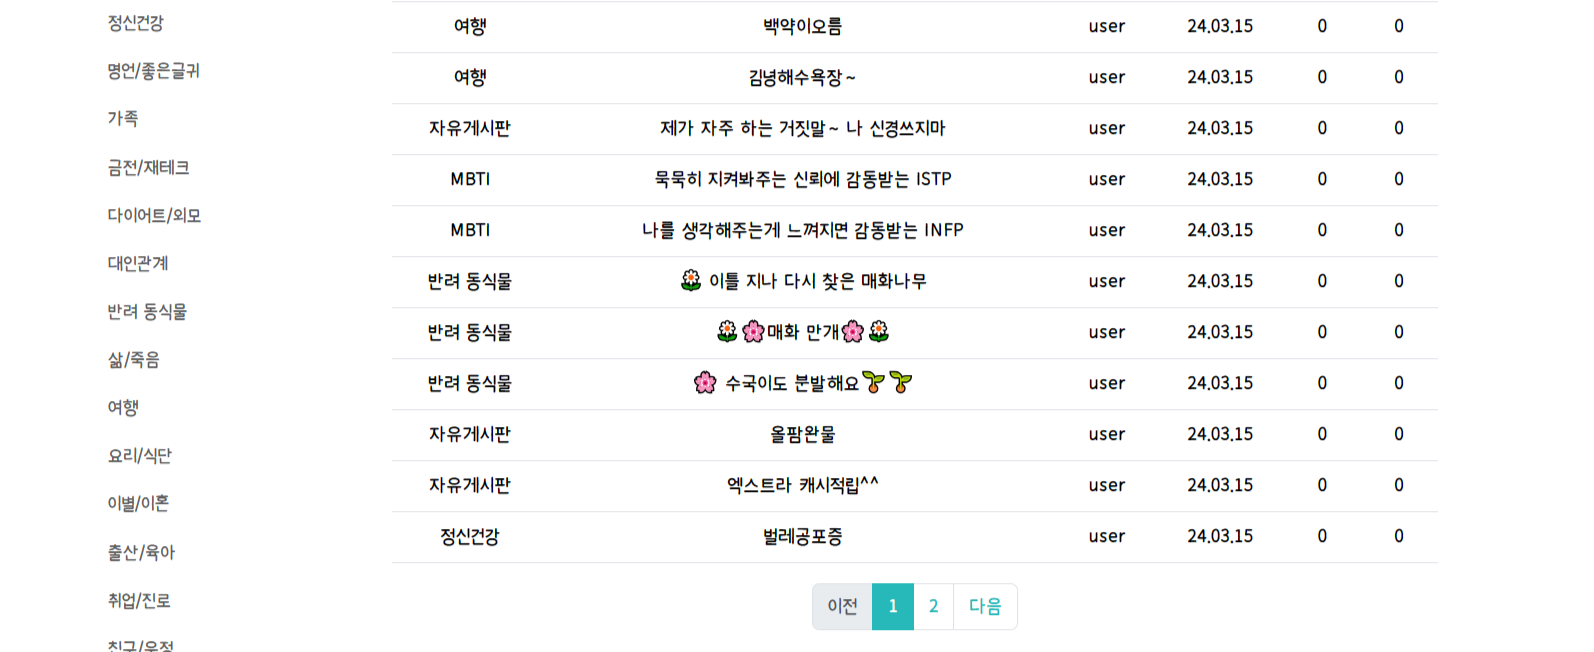 정신건강
명언/좋은글귀
가족
금전/재테크
다이어트/외모
대인관계
반려 동식물
삶/죽음
여행
요리/식단
이별/이혼
출산/육아
취업/진로
친구/우정
여행 백약이오름 user 24.03.15 0 0
여행 김녕해수욕장 ~ user 24.03.15 0 0
자유게시판 제가 자주 하는 거짓말 ~ 나 신경쓰지마 user 24.03.15 0 0
MBTI 묵묵히 지켜봐주는 신뢰에 감동받는 ISTP user 24.03.15 0 0
MBTI 나를 생각해주는게 느껴지면 감동받는 INFP user 24.03.15 0 0
반려 동식물 🌼 이틀 지나 다시 찾은 매화나무 user 24.03.15 0 0
반려 동식물 🌼🌸매화 만개🌸🌼 user 24.03.15 0 0
반려 동식물 🌸 수국이도 분발해요🌱🌱 user 24.03.15 0 0
자유게시판 올팜완물 user 24.03.15 0 0
자유게시판 엑스트라 캐시적립^^ user 24.03.15 0 0
정신건강 벌레공포증 user 24.03.15 0 0
이전 1 2 다음